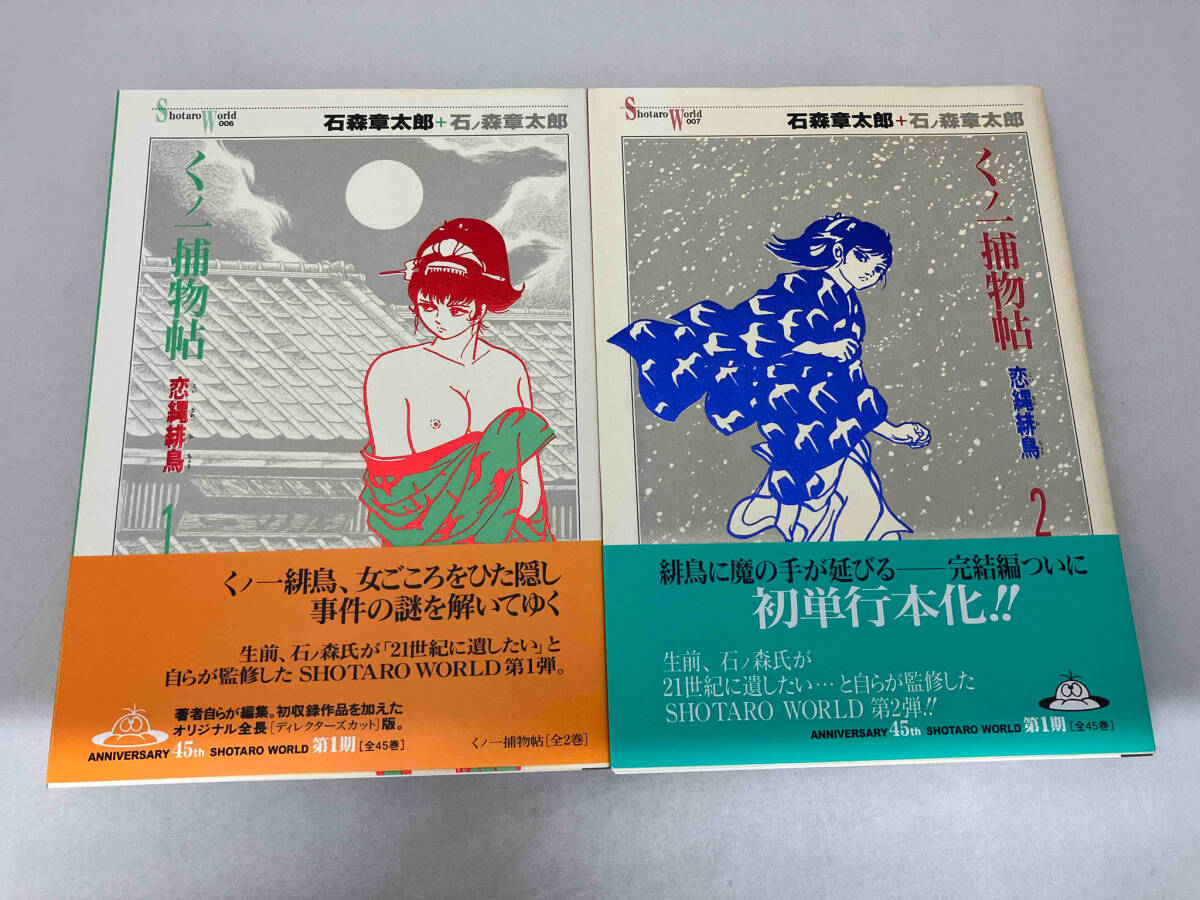 Shotaro World
006
石森章太郎+石ノ森章太郎
くノ一捕物帖
恋縄緋鳥
1
くノ一緋鳥、女ごころをひた隠し
事件の謎を解いてゆく
生前、石ノ森氏が「21世紀に遺したい」と
自らが監修した SHOTARO WORLD 第1弾。
著者自らが編集。初収録作品を加えた
オリジナル全長[ディレクターズカット]版。
ANNIVERSARY 45th SHOTARO WORLD 第1期[全45巻]
くノ一捕物帖[全2巻]
Shotaro World
007
石森章太郎+石ノ森章太郎
くノ一捕物帖
恋縄緋鳥
2
緋鳥に魔の手が延びる――完結編ついに
初単行本化!!
生前、石ノ森氏が
21世紀に遺したい…と自らが監修した
SHOTARO WORLD 第2弾!!
ANNIVERSARY 45th SHOTARO WORLD 第1期[全45巻]